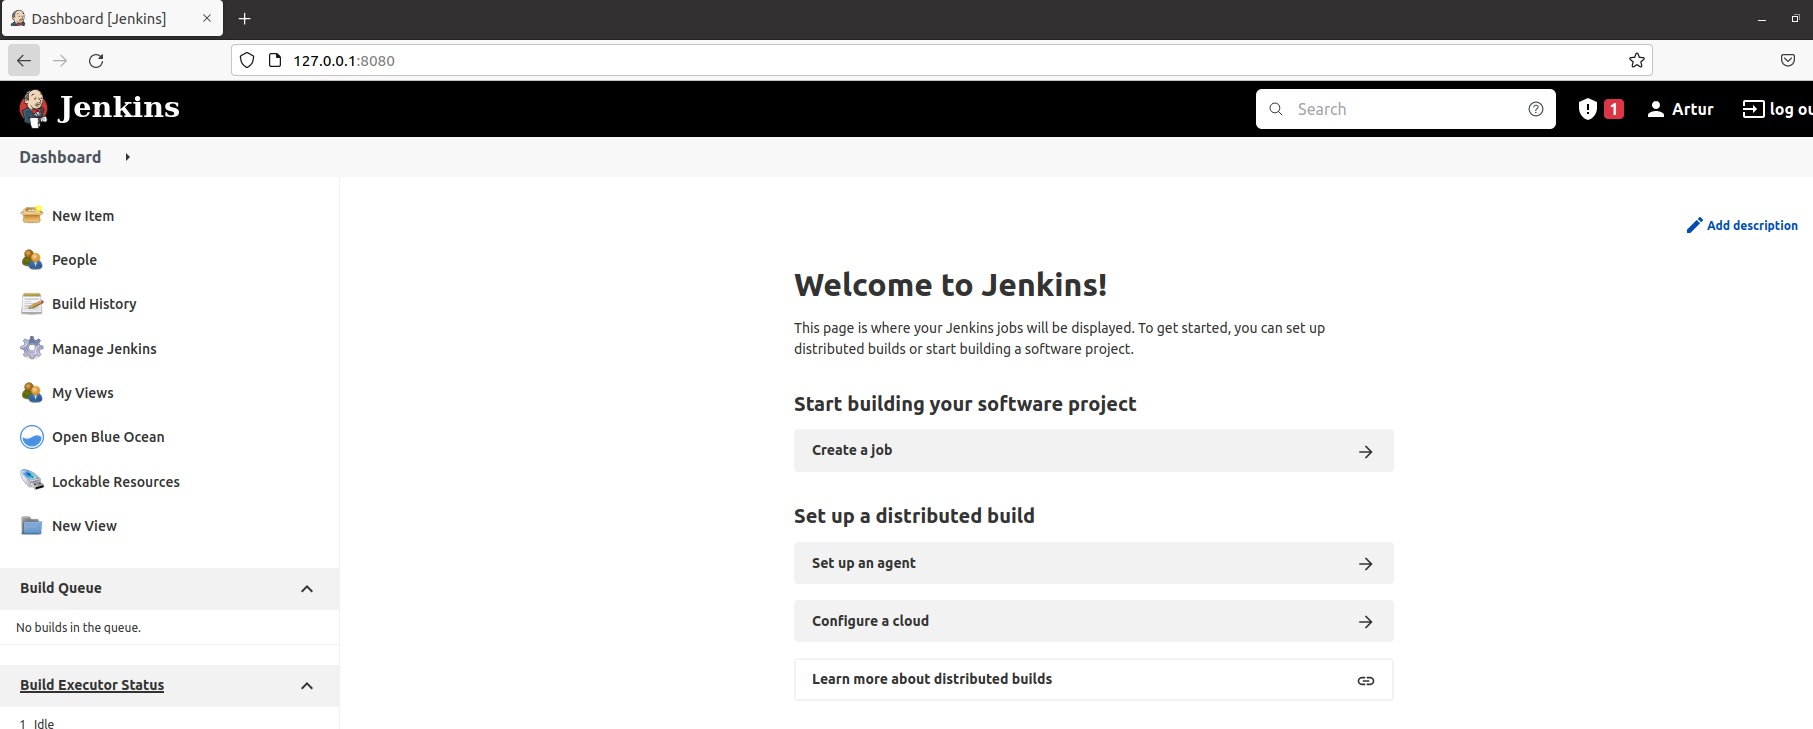 Dashboard [Jenkins]
127.0.0.1:8080
Jenkins
Search
1
Artur
log ou
Dashboard
New Item
People
Build History
Manage Jenkins
My Views
Open Blue Ocean
Lockable Resources
New View
Build Queue
No builds in the queue.
Build Executor Status
1 Idle
Add description
Welcome to Jenkins!
This page is where your Jenkins jobs will be displayed. To get started, you can set up
distributed builds or start building a software project.
Start building your software project
Create a job
Set up a distributed build
Set up an agent
Configure a cloud
Learn more about distributed builds